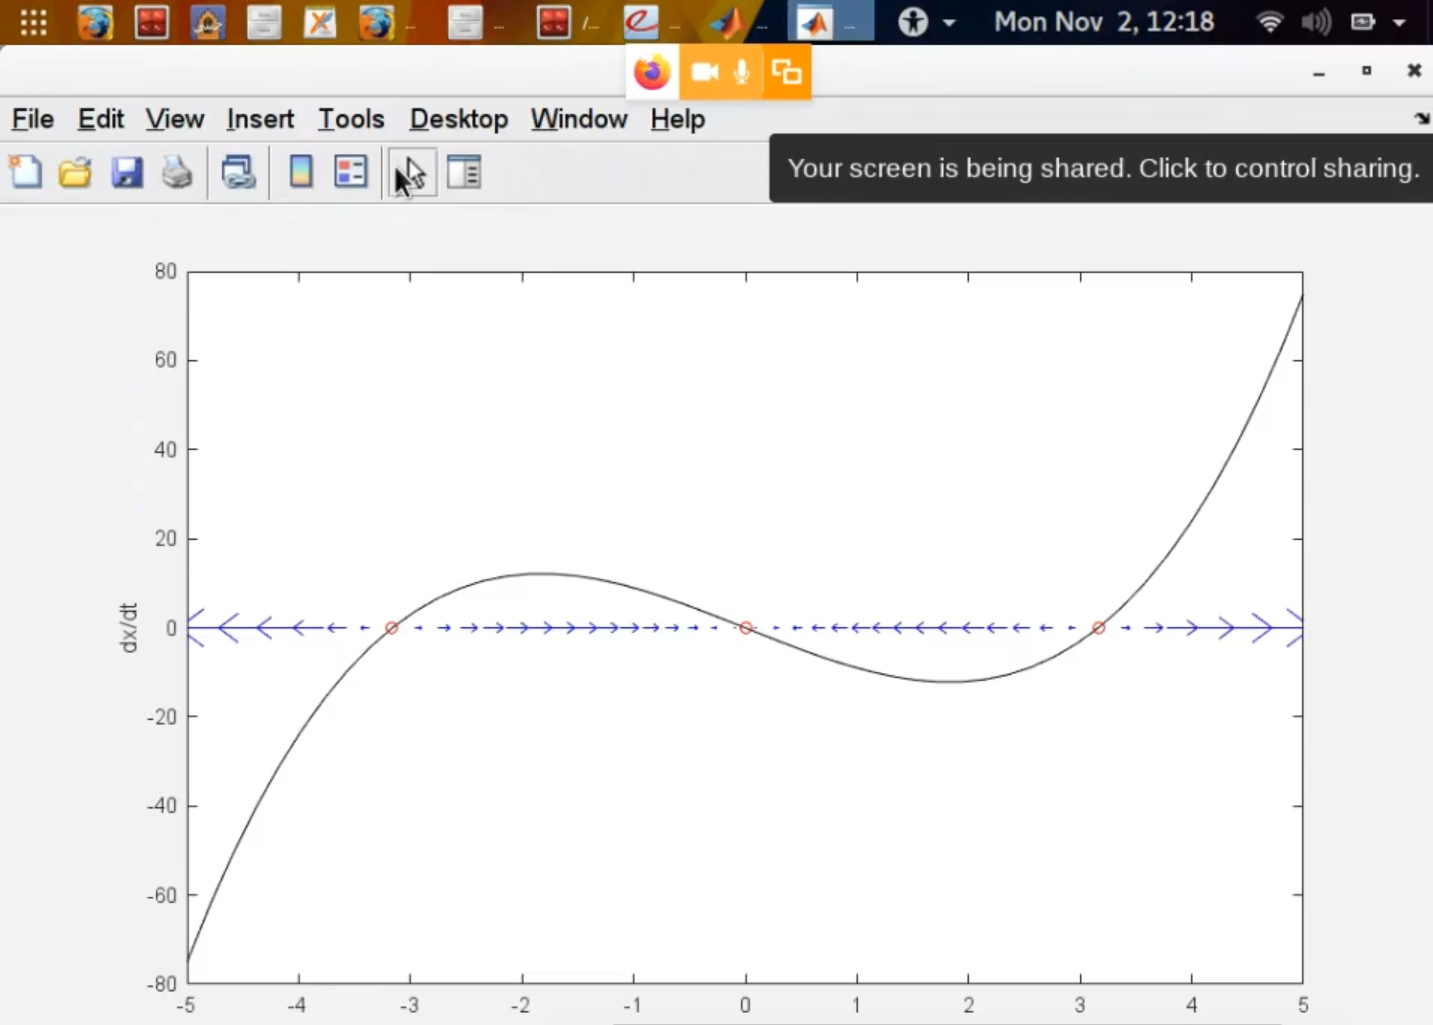 Mon Nov 2, 12:18
File Edit View Insert Tools Desktop Window Help
Your screen is being shared. Click to control sharing.
80
60
40
20
0
-20
-40
-60
-80
dx/dt
-5 -4 -3 -2 -1 0 1 2 3 4 5